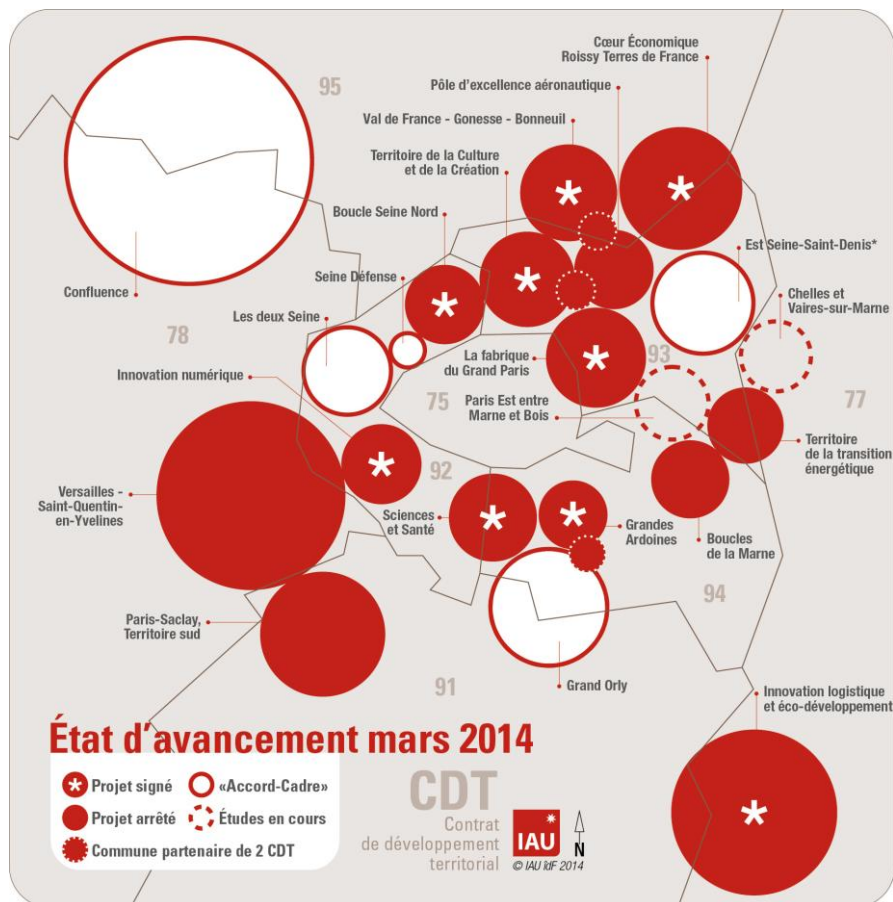 Cœur Économique
Roissy Terres de France
95
Pôle d'excellence aéronautique
Val de France - Gonesse - Bonneuil
Territoire de la Culture
et de la Création
Boucle Seine Nord
Est Seine-Saint-Denis*
Seine Défense
Confluence
Chelles et
Vaires-sur-Marne
Les deux Seine
78
La fabrique
du Grand Paris
93
Innovation numérique
75
Paris Est entre
Marne et Bois
77
Territoire
de la transition
énergétique
92
Versailles -
Saint-Quentin-
en-Yvelines
Sciences
et Santé
Grandes
Ardoines
Boucles
de la Marne
94
Paris-Saclay,
Territoire sud
91
Grand Orly
Innovation logistique
et éco-développement
État d'avancement mars 2014
Projet signé
«Accord-Cadre»
Projet arrêté
Études en cours
Commune partenaire de 2 CDT
CDT
Contrat
de développement
territorial
IAU
N
© IAU îdF 2014